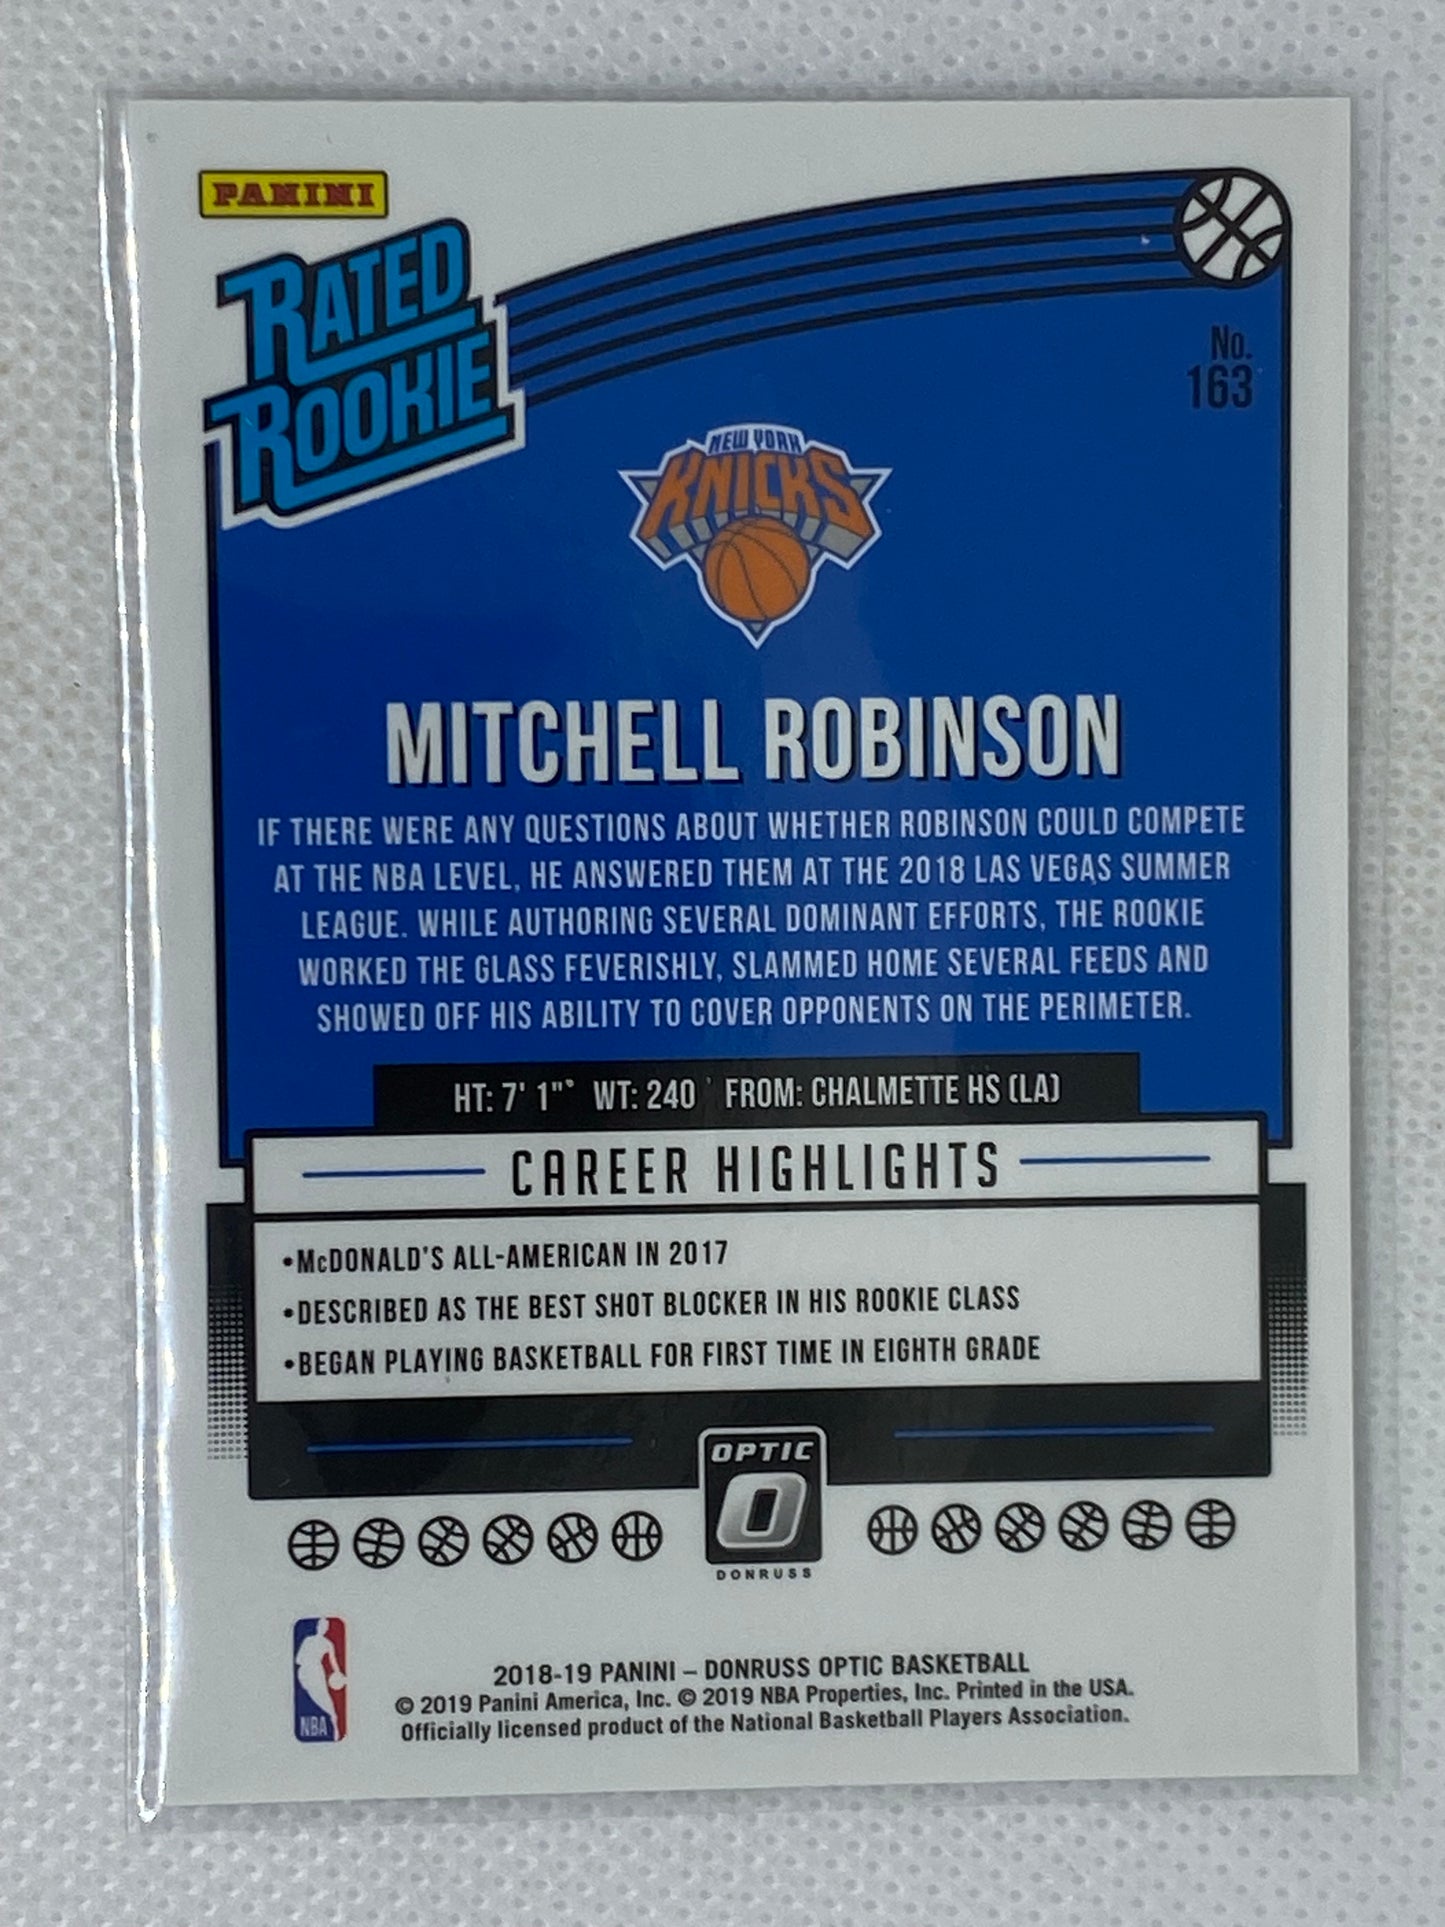 PANINI
RATED
ROOKIE
No.
163
NEW YORK
KNICKS
MITCHELL ROBINSON
IF THERE WERE ANY QUESTIONS ABOUT WHETHER ROBINSON COULD COMPETE
AT THE NBA LEVEL, HE ANSWERED THEM AT THE 2018 LAS VEGAS SUMMER
LEAGUE. WHILE AUTHORING SEVERAL DOMINANT EFFORTS, THE ROOKIE
WORKED THE GLASS FEVERISHLY, SLAMMED HOME SEVERAL FEEDS AND
SHOWED OFF HIS ABILITY TO COVER OPPONENTS ON THE PERIMETER.
HT: 7' 1"* WT: 240 ' FROM: CHALMETTE HS (LA)
CAREER HIGHLIGHTS
•McDONALD'S ALL-AMERICAN IN 2017
•DESCRIBED AS THE BEST SHOT BLOCKER IN HIS ROOKIE CLASS
•BEGAN PLAYING BASKETBALL FOR FIRST TIME IN EIGHTH GRADE
OPTIC
O
DONRUSS
NBA
2018-19 PANINI – DONRUSS OPTIC BASKETBALL
© 2019 Panini America, Inc. © 2019 NBA Properties, Inc. Printed in the USA.
Officially licensed product of the National Basketball Players Association.